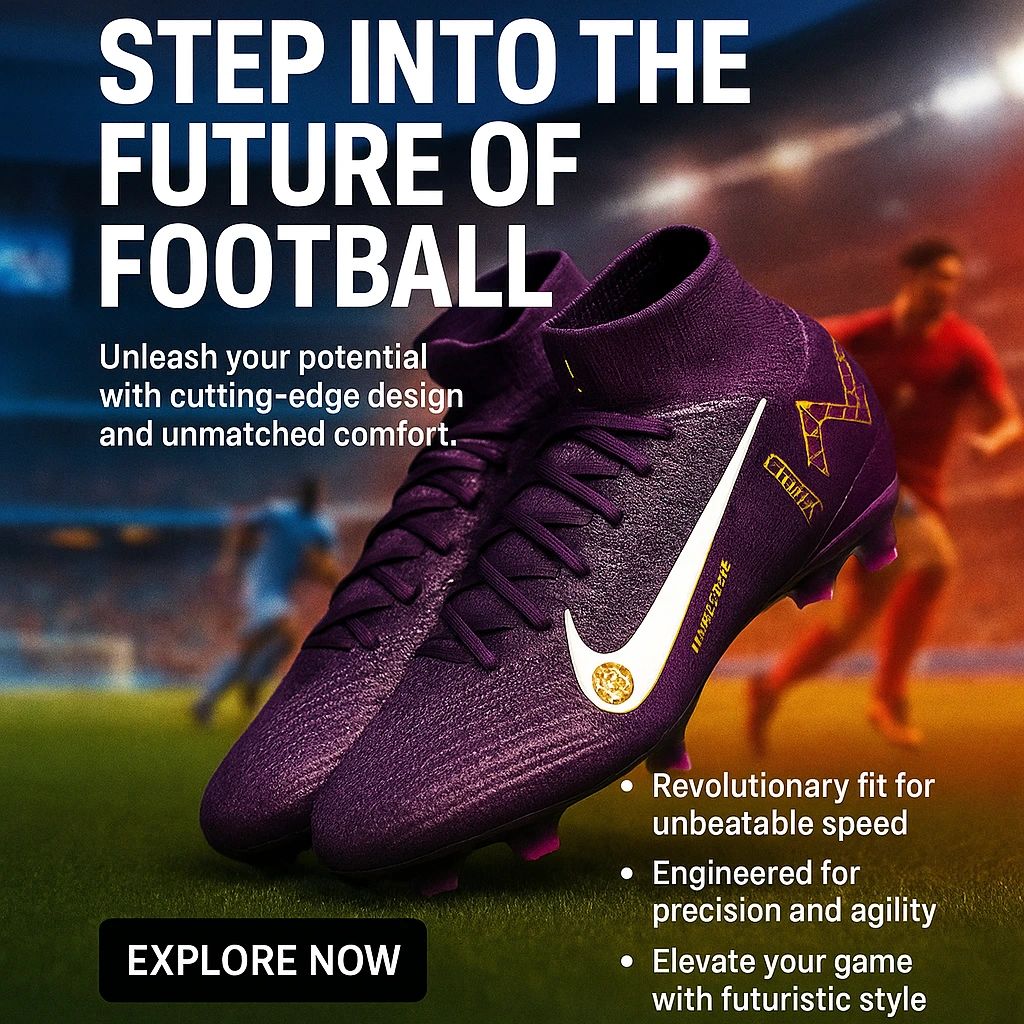 STEP INTO THE
FUTURE OF
FOOTBALL
Unleash your potential
with cutting-edge design
and unmatched comfort.
• Revolutionary fit for
unbeatable speed
• Engineered for
precision and agility
• Elevate your game
with futuristic style
EXPLORE NOW